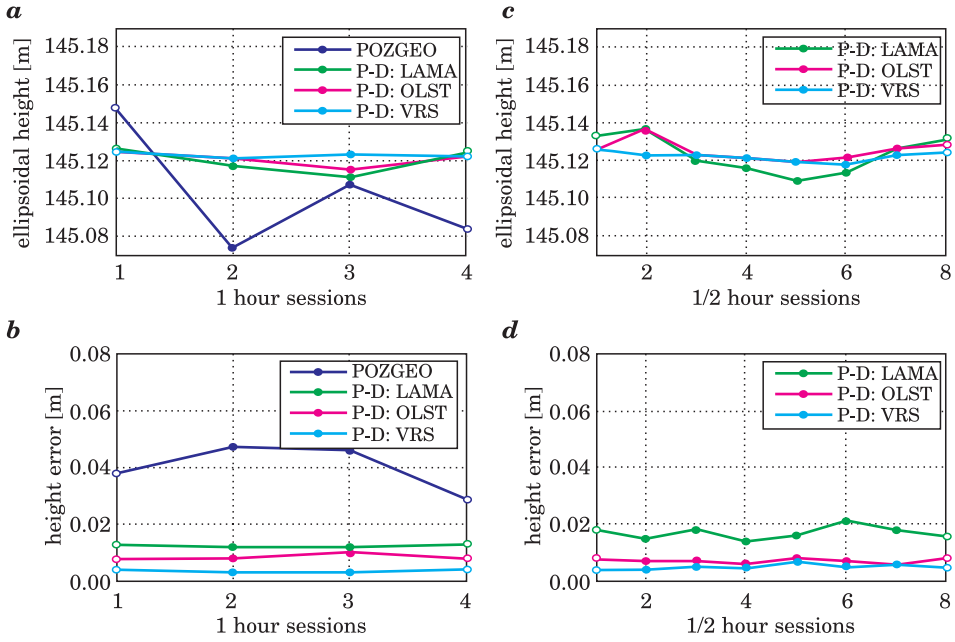 a
ellipsoidal height [m]
145.18
145.16
145.14
145.12
145.10
145.08
POZGEO
P-D: LAMA
P-D: OLST
P-D: VRS
1 2 3 4
1 hour sessions
c
ellipsoidal height [m]
145.18
145.16
145.14
145.12
145.10
145.08
P-D: LAMA
P-D: OLST
P-D: VRS
2 4 6 8
1/2 hour sessions
b
height error [m]
0.08
0.06
0.04
0.02
0.00
POZGEO
P-D: LAMA
P-D: OLST
P-D: VRS
1 2 3 4
1 hour sessions
d
height error [m]
0.08
0.06
0.04
0.02
0.00
P-D: LAMA
P-D: OLST
P-D: VRS
2 4 6 8
1/2 hour sessions